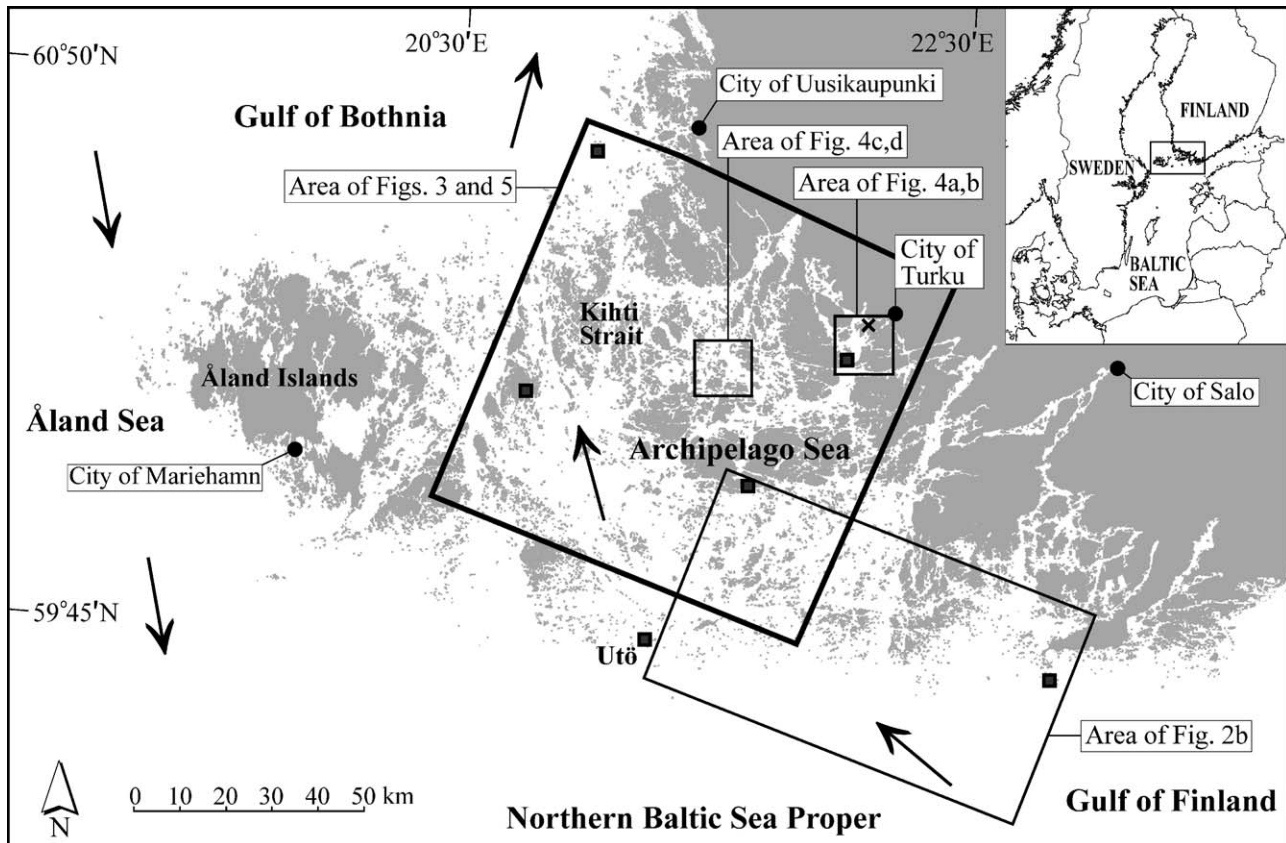 20°30'E
22°30'E
60°50'N
City of Uusikaupunki
Gulf of Bothnia
Area of Fig. 4c,d
Area of Figs. 3 and 5
Area of Fig. 4a,b
City of
Turku
FINLAND
SWEDEN
BALTIC
SEA
Kihti
Strait
Åland Islands
City of Salo
Åland Sea
Archipelago Sea
City of Mariehamn
59°45'N
Utö
Area of Fig. 2b
N
0 10 20 30 40 50 km
Northern Baltic Sea Proper
Gulf of Finland